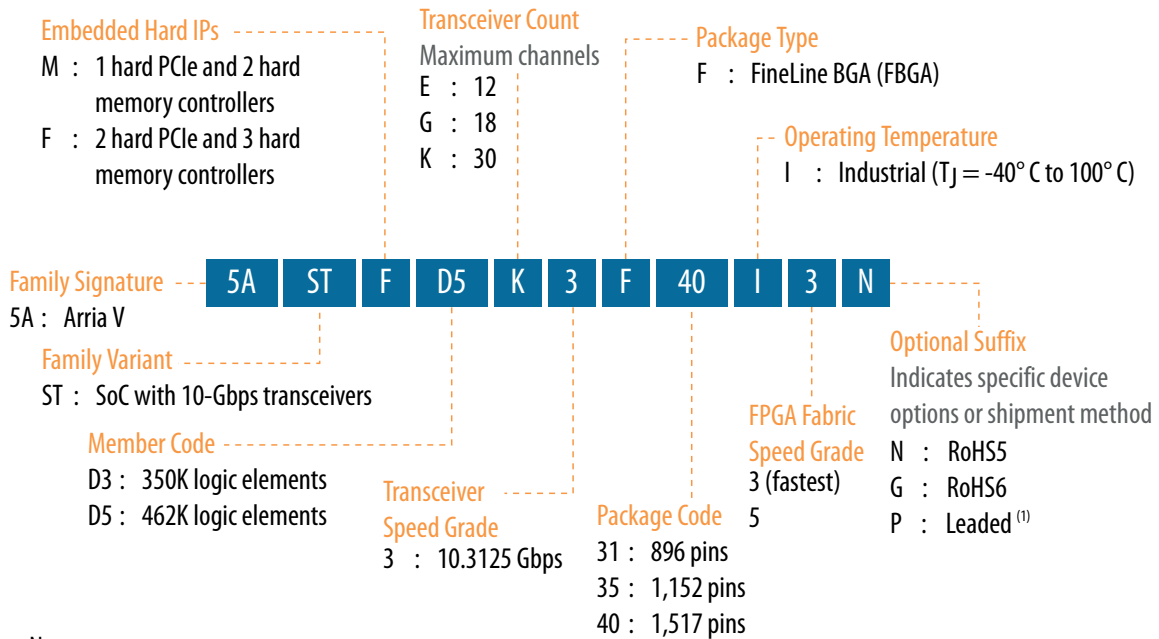 Embedded Hard IPs
M : 1 hard PCIe and 2 hard
memory controllers
F : 2 hard PCIe and 3 hard
memory controllers
Transceiver Count
Maximum channels
E : 12
G : 18
K : 30
Package Type
F : FineLine BGA (FBGA)
Operating Temperature
I : Industrial (TJ = -40° C to 100° C)
Family Signature
5A : Arria V
5A ST F D5 K 3 F 40 I 3 N
Family Variant
ST : SoC with 10-Gbps transceivers
Member Code
D3 : 350K logic elements
D5 : 462K logic elements
Transceiver
Speed Grade
3 : 10.3125 Gbps
Package Code
31 : 896 pins
35 : 1,152 pins
40 : 1,517 pins
FPGA Fabric
Speed Grade
3 (fastest)
5
Optional Suffix
Indicates specific device
options or shipment method
N : RoHS5
G : RoHS6
P : Leaded (1)